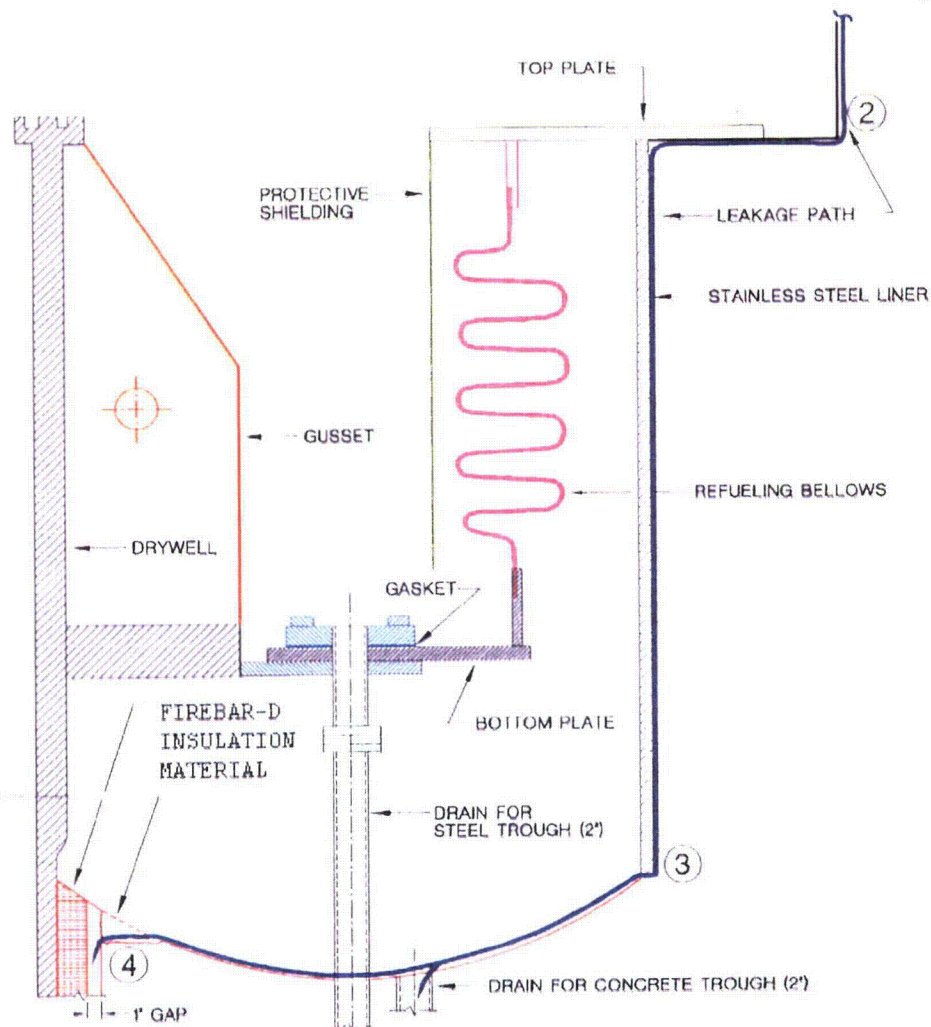 TOP PLATE
2
PROTECTIVE
SHIELDING
LEAKAGE PATH
STAINLESS STEEL LINER
GUSSET
REFUELING BELLOWS
DRYWELL
GASKET
BOTTOM PLATE
FIREBAR-D
INSULATION
MATERIAL
DRAIN FOR
STEEL TROUGH (2")
3
4
DRAIN FOR CONCRETE TROUGH (2")
1" GAP